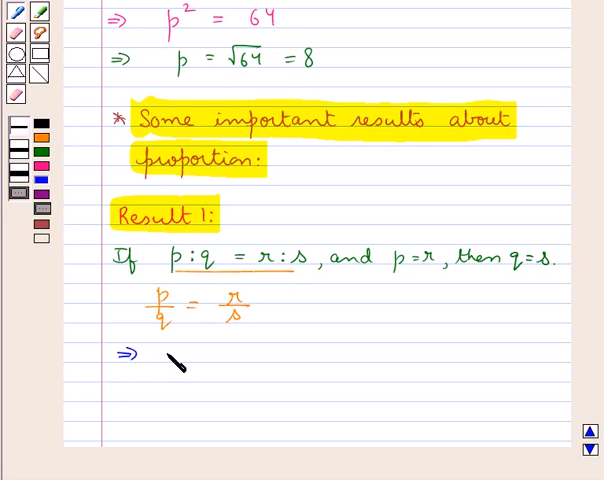 ⇒ p² = 64
⇒ p = √64 = 8
* Some important results about
proportion:
Result 1:
If p : q = r : s, and p = r, then q = s.
p/q = r/s
⇒